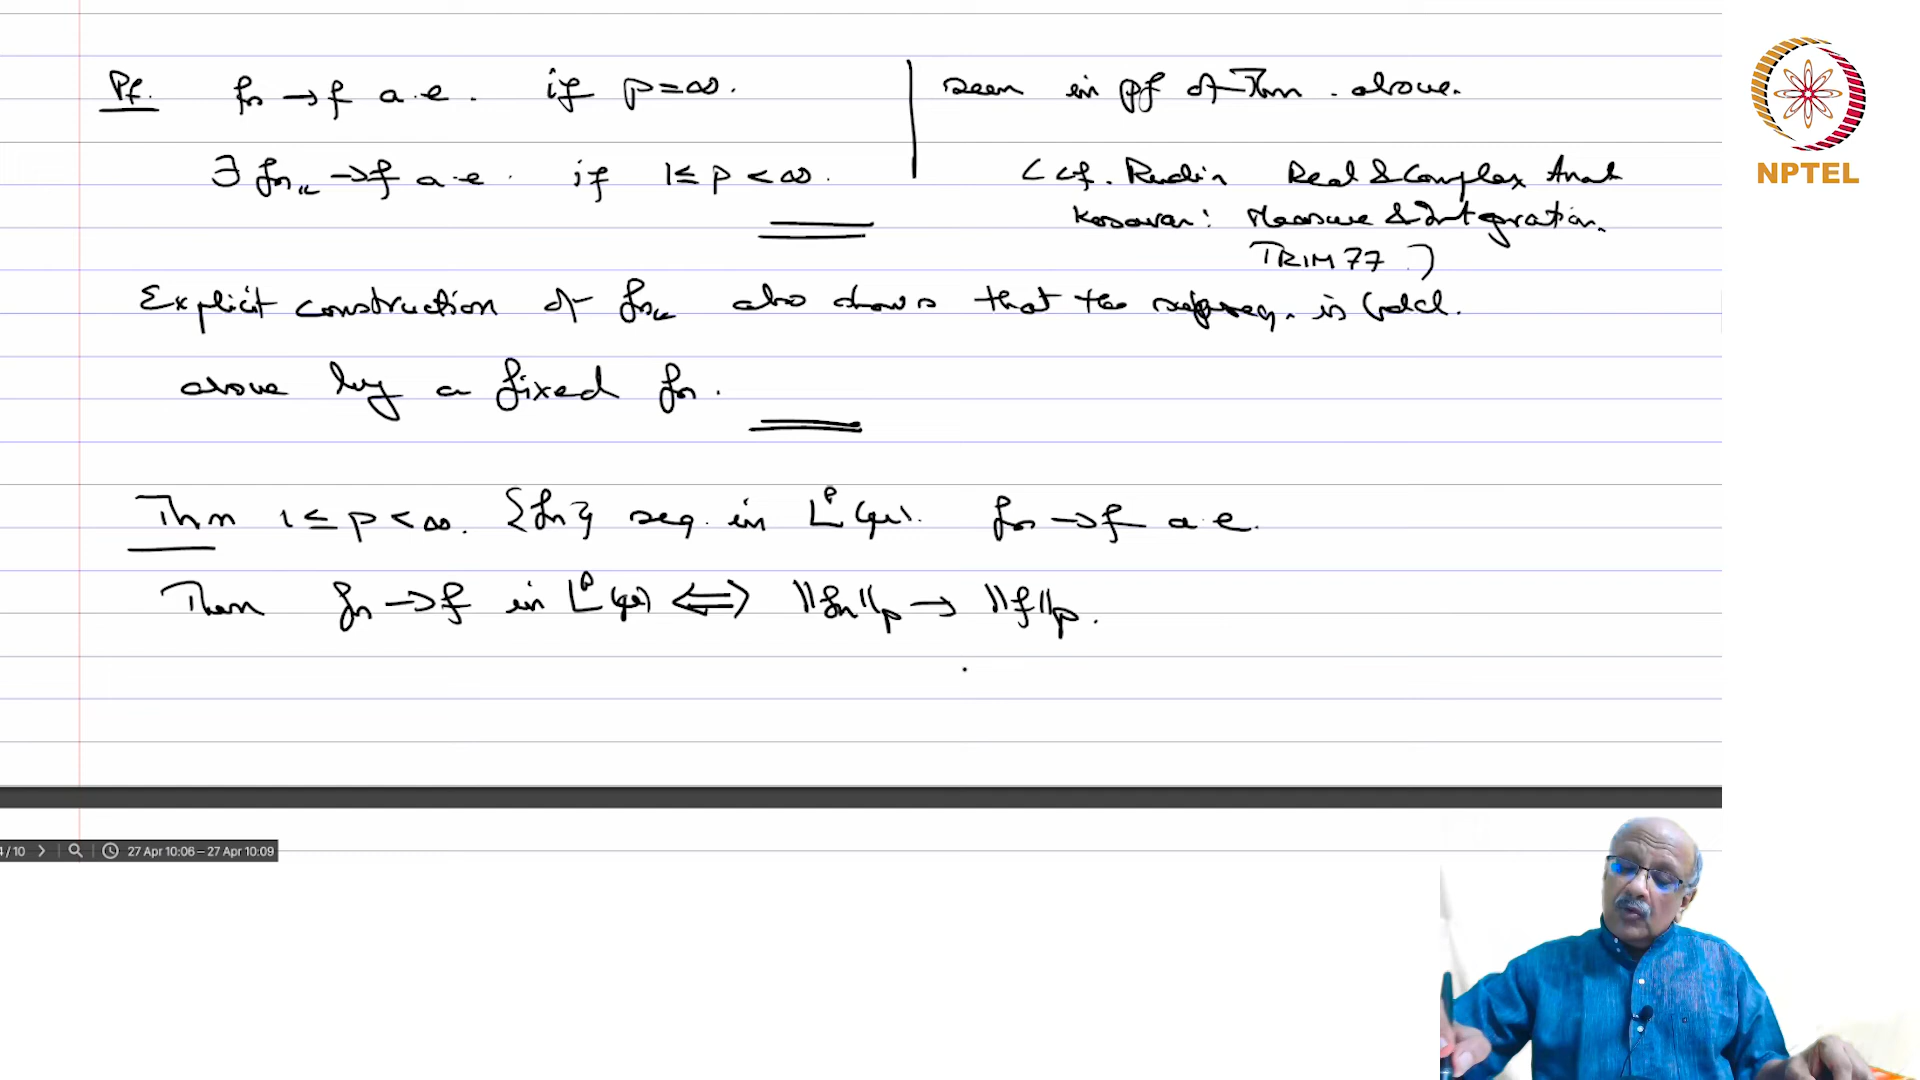 Pf. fn → f a.e. if p = ∞. | seen in pf of Thm. above.
∃ fnk → f a.e. if 1 ≤ p < ∞. (cf. Rudin Real & Complex Anal
Kesavan: Measure & Integration.
TRIM 77)
Explicit construction of fnk also shows that the subseq. is bdd.
above by a fixed fn.
Thm 1 ≤ p < ∞. {fn} seq. in L^p(μ). fn → f a.e.
Then fn → f in L^p(μ) ⟺ ||fn||p → ||f||p.
NPTEL
4/10 > 27 Apr 10:06 – 27 Apr 10:09